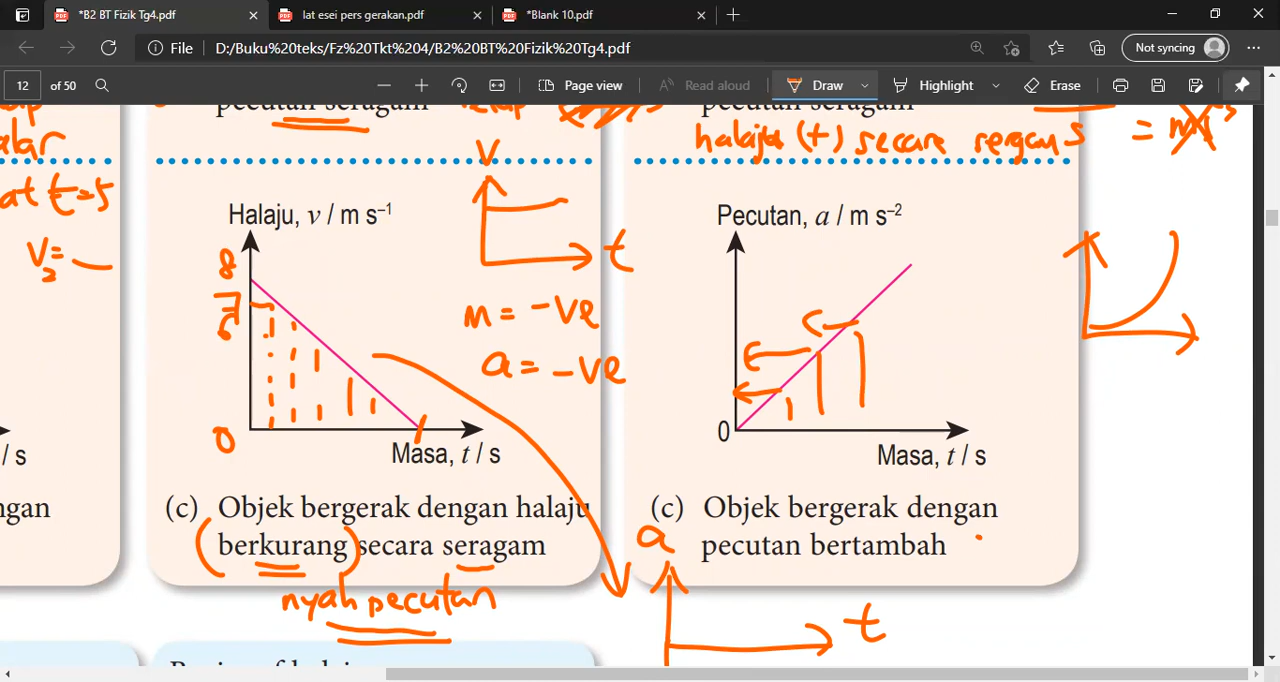 *B2 BT Fizik Tg4.pdf
lat esei pers gerakan.pdf
*Blank 10.pdf
File
D:/Buku%20teks/Fz%20Tkt%204/B2%20BT%20Fizik%20Tg4.pdf
Not syncing
12 of 50
Page view
Read aloud
Draw
Highlight
Erase
pecutan seragam
pecutan seragam
halaju (+) secara
at t=5
V2=
V
t
Halaju, v / m s–1
8
7
6
0
m = -ve
a = -ve
Masa, t / s
Pecutan, a / m s–2
0
Masa, t / s
/ s
ngan
(c) Objek bergerak dengan halaju
berkurang secara seragam
nyahpecutan
(c) Objek bergerak dengan
pecutan bertambah
a
t